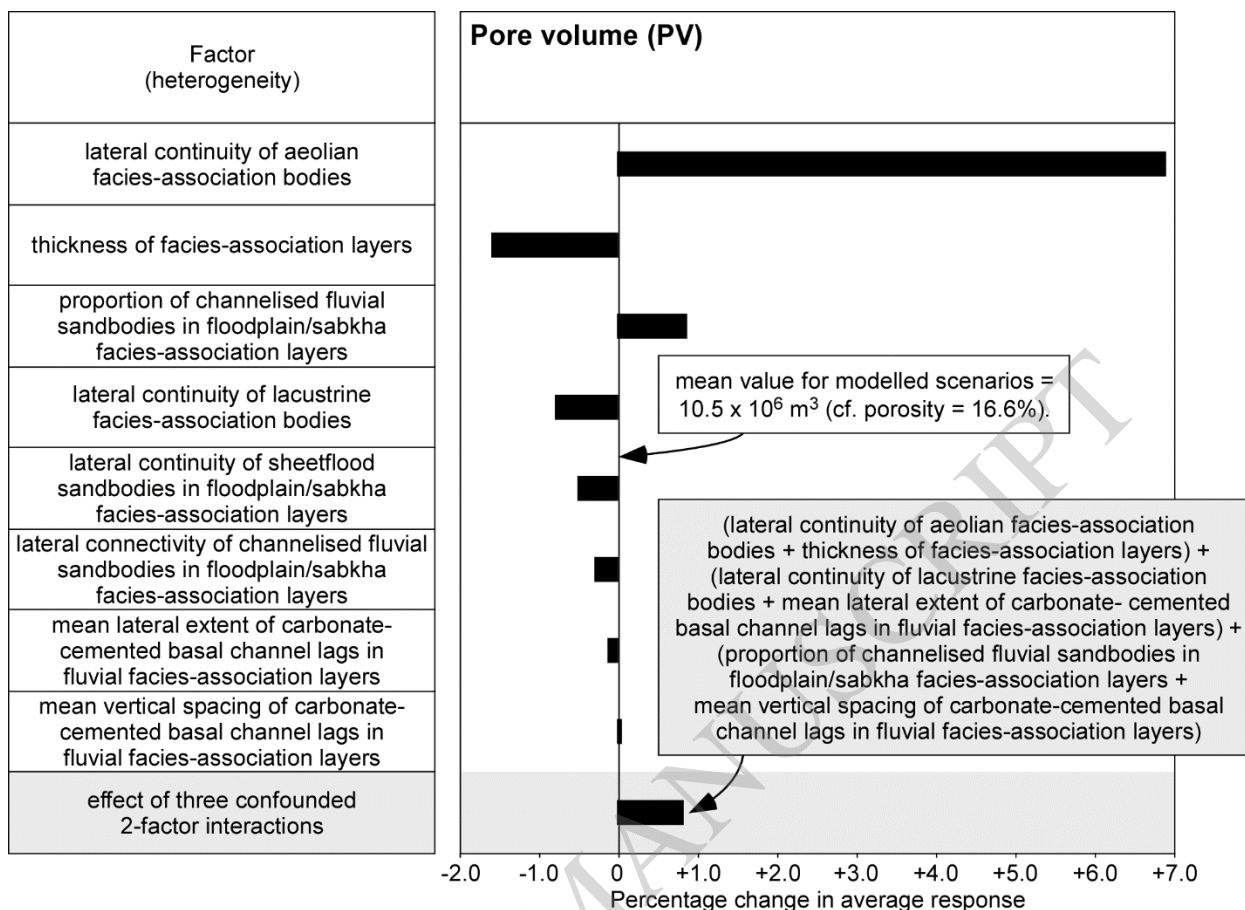 Factor
(heterogeneity)
Pore volume (PV)
lateral continuity of aeolian
facies-association bodies
thickness of facies-association layers
proportion of channelised fluvial
sandbodies in floodplain/sabkha
facies-association layers
lateral continuity of lacustrine
facies-association bodies
lateral continuity of sheetflood
sandbodies in floodplain/sabkha
facies-association layers
lateral connectivity of channelised fluvial
sandbodies in floodplain/sabkha
facies-association layers
mean lateral extent of carbonate-
cemented basal channel lags in
fluvial facies-association layers
mean vertical spacing of carbonate-
cemented basal channel lags in
fluvial facies-association layers
effect of three confounded
2-factor interactions
mean value for modelled scenarios =
10.5 x 10⁶ m³ (cf. porosity = 16.6%).
(lateral continuity of aeolian facies-association
bodies + thickness of facies-association layers) +
(lateral continuity of lacustrine facies-association
bodies + mean lateral extent of carbonate- cemented
basal channel lags in fluvial facies-association layers) +
(proportion of channelised fluvial sandbodies in
floodplain/sabkha facies-association layers +
mean vertical spacing of carbonate-cemented basal
channel lags in fluvial facies-association layers)
-2.0 -1.0 0 +1.0 +2.0 +3.0 +4.0 +5.0 +6.0 +7.0
Percentage change in average response
MANUSCRIPT